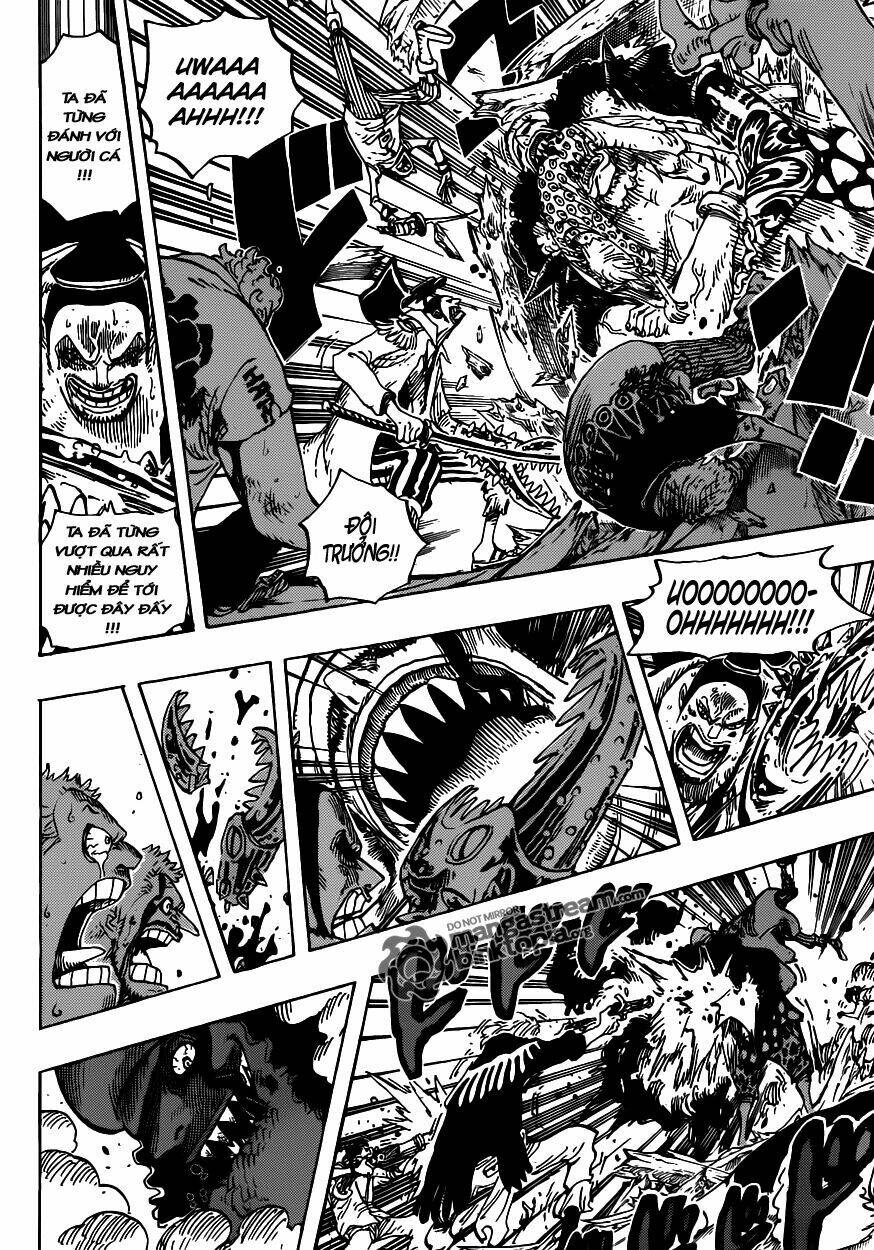 UWAAA
AAAAAA
AHHH!!!
TA ĐÃ
TỪNG
ĐÁNH VỚI
NGƯỜI CÁ
!!!
ĐỘI
TRƯỞNG!!
TA ĐÃ TỪNG
VƯỢT QUA RẤT
NHIỀU NGUY
HIỂM ĐỂ TỚI
ĐƯỢC ĐÂY ĐẤY
!!!
UOOOOOOOO-
OHHHHHHH!!!
DO NOT MIRROR
mangastream.com